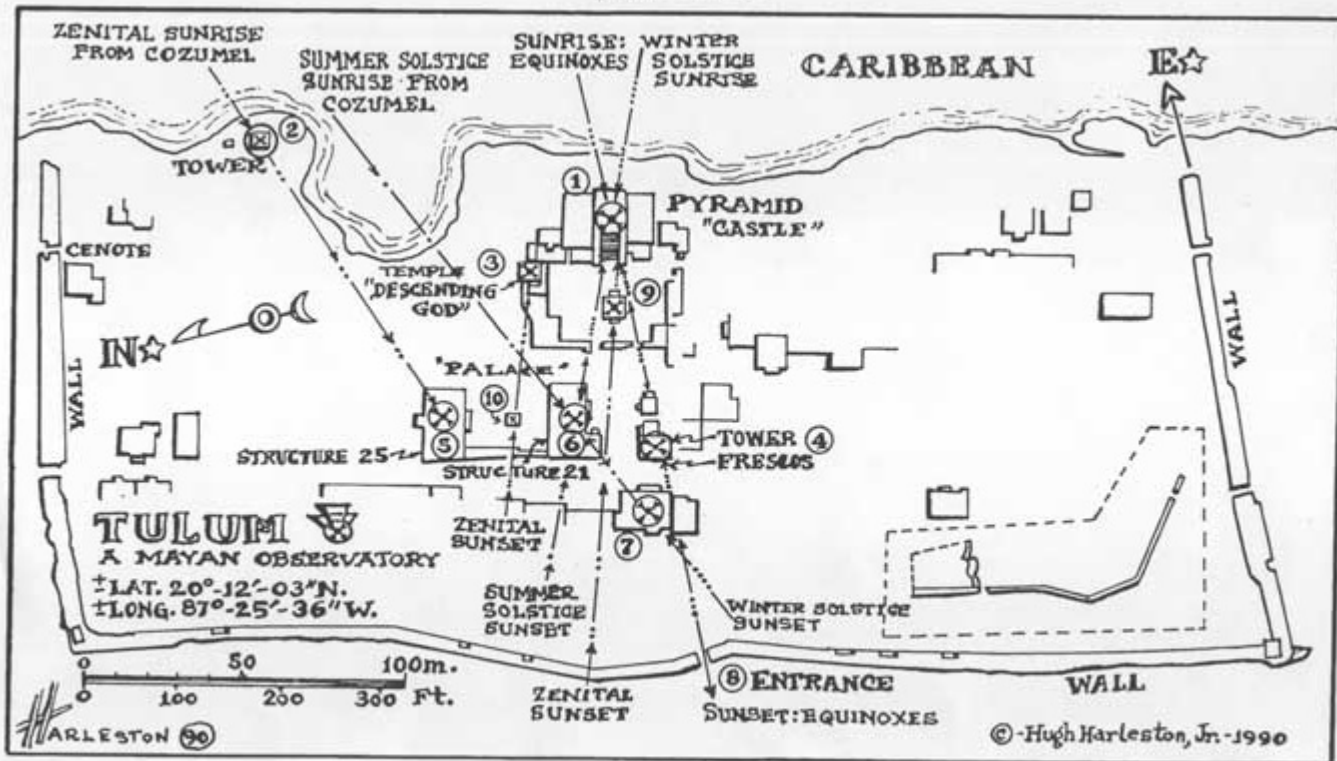 ZENITAL SUNRISE
FROM COZUMEL
SUMMER SOLSTICE
SUNRISE FROM
COZUMEL
SUNRISE:
EQUINOXES
WINTER
SOLSTICE
SUNRISE
CARIBBEAN
E
2
TOWER
1
PYRAMID
"CASTLE"
CENOTE
3
TEMPLE
"DESCENDING
GOD"
9
N
WALL
WALL
"PALACE"
10
5
6
TOWER 4
FRESCOS
STRUCTURE 25
STRUCTURE 21
7
TULUM
A MAYAN OBSERVATORY
±LAT. 20°-12'-03"N.
±LONG. 87°-25'-36"W.
ZENITAL
SUNSET
SUMMER
SOLSTICE
SUNSET
WINTER SOLSTICE
SUNSET
0 50 100m.
0 100 200 300 Ft.
ZENITAL
SUNSET
8 ENTRANCE
SUNSET:EQUINOXES
WALL
HARLESTON 90
©-Hugh Harleston, Jr.-1990